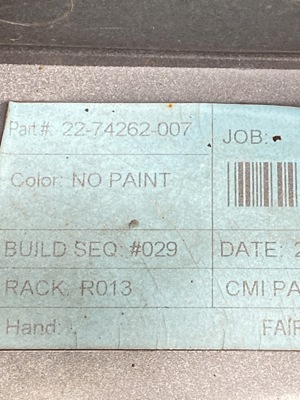 Part#: 22-74262-007
JOB:
Color: NO PAINT
BUILD SEQ: #029
DATE: 2
RACK: R013
CMI PA
Hand:
FAIR